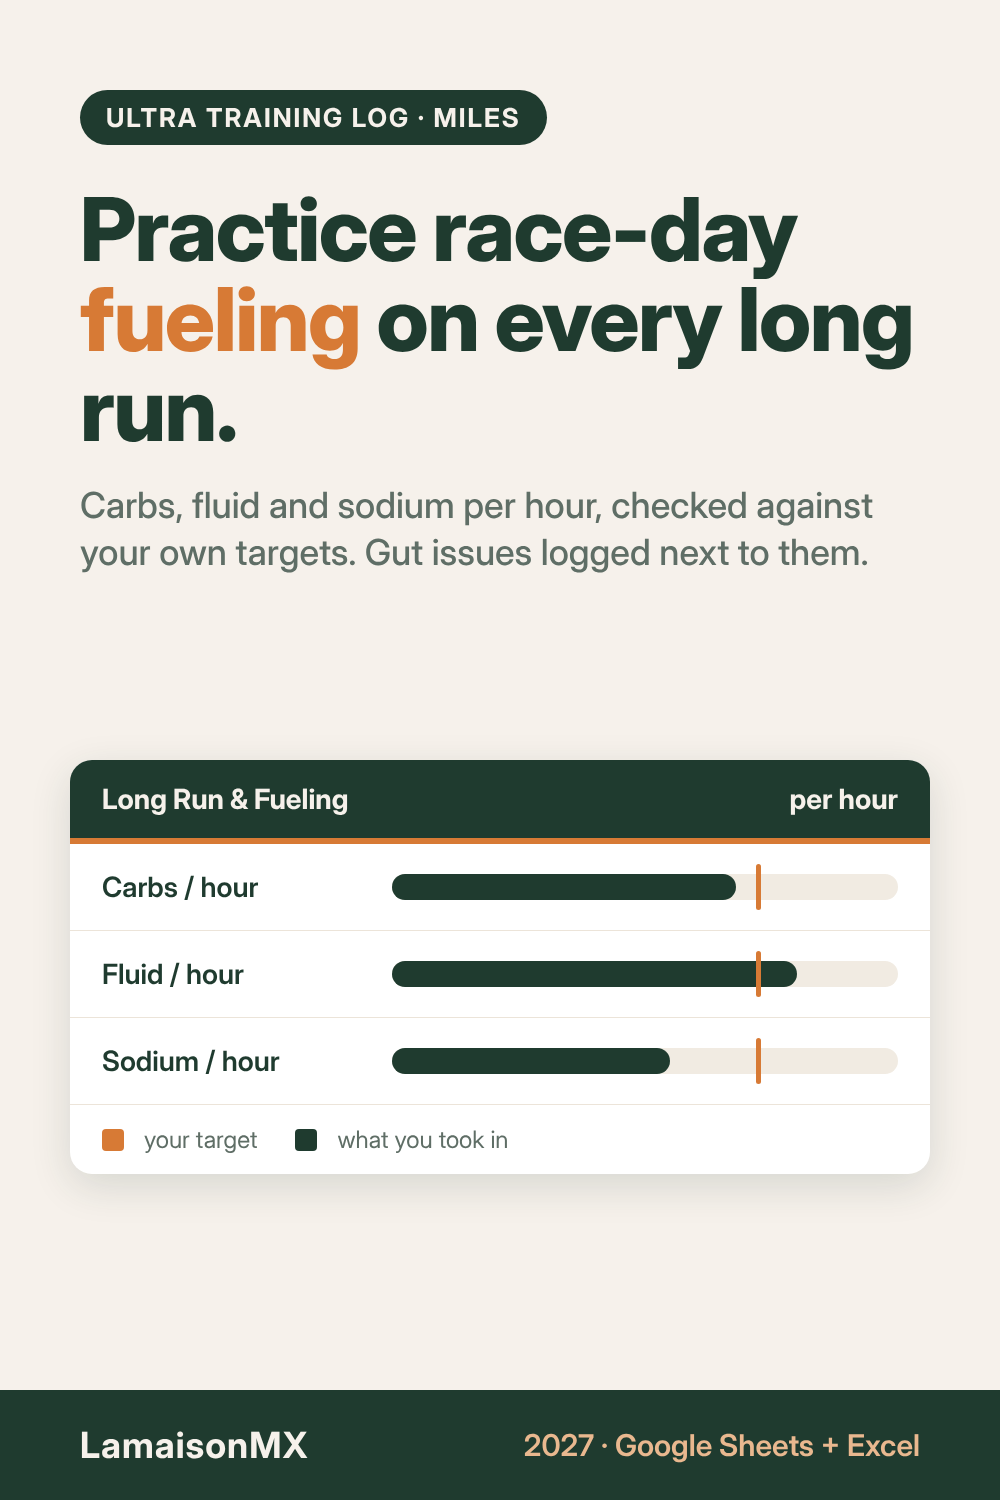 ULTRA TRAINING LOG · MILES
Practice race-day
fueling on every long
run.
Carbs, fluid and sodium per hour, checked against
your own targets. Gut issues logged next to them.
Long Run & Fueling per hour
Carbs / hour
Fluid / hour
Sodium / hour
your target what you took in
LamaisonMX 2027 · Google Sheets + Excel